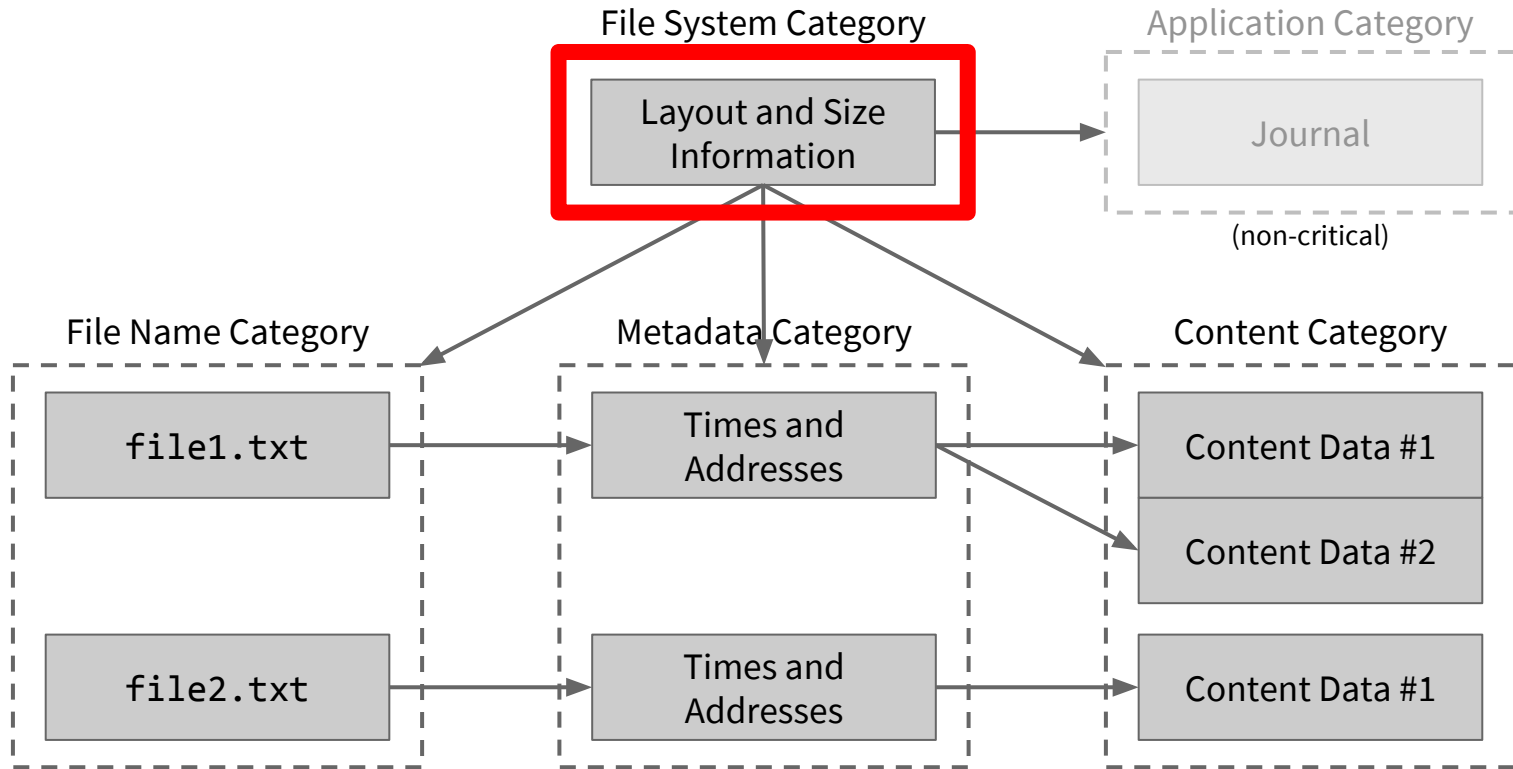 File System Category
Application Category
Layout and Size
Information
Journal
(non-critical)
File Name Category
Metadata Category
Content Category
file1.txt
Times and
Addresses
Content Data #1
Content Data #2
file2.txt
Times and
Addresses
Content Data #1